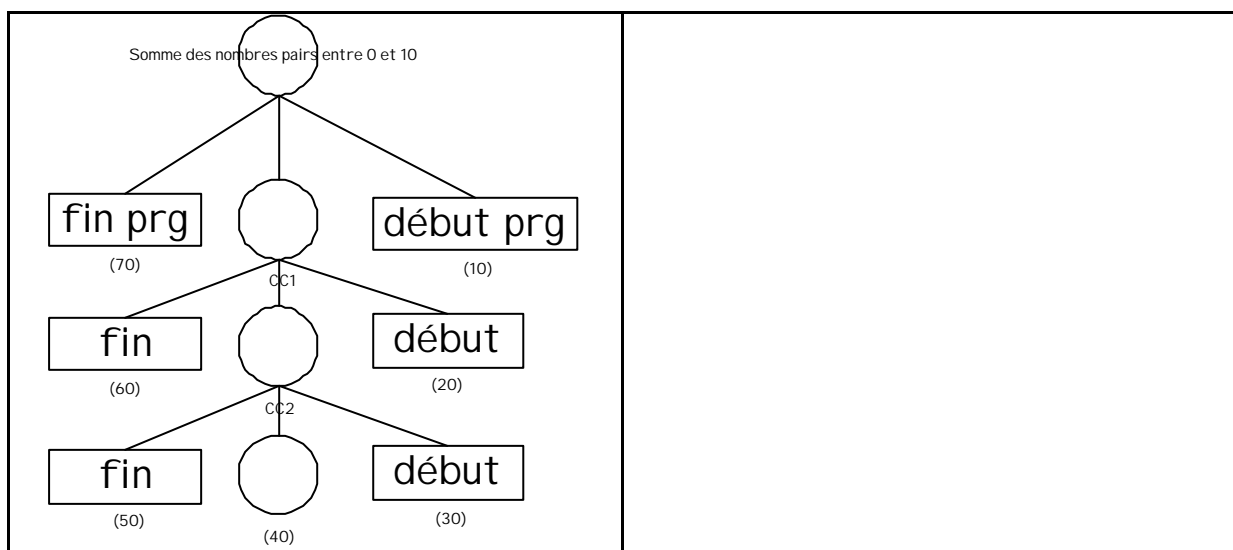 Somme des nombres pairs entre 0 et 10
fin prg
début prg
(70)
(10)
CC1
fin
début
(60)
(20)
CC2
fin
début
(50)
(40)
(30)